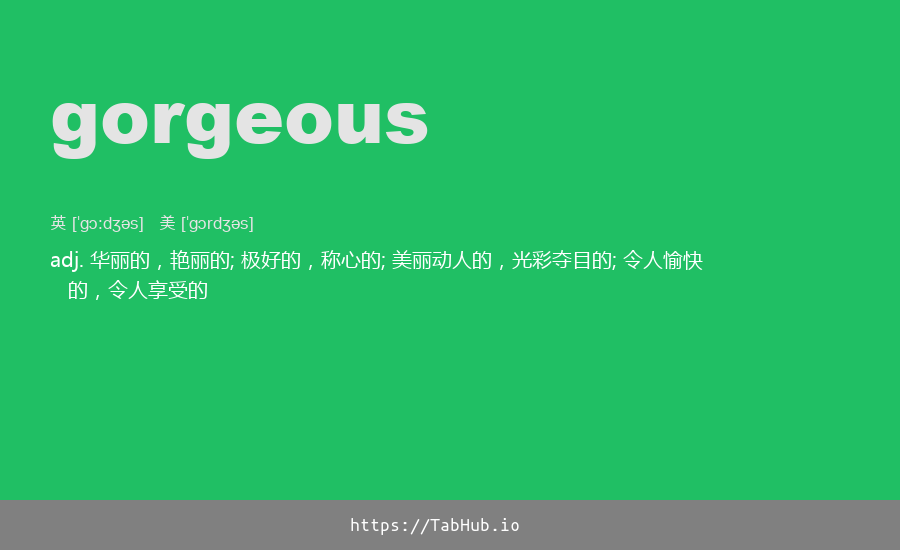 gorgeous
英 [ˈgɔːdʒəs]   美 [ˈgɔrdʒəs]
adj. 华丽的，艳丽的; 极好的，称心的; 美丽动人的，光彩夺目的; 令人愉快
的，令人享受的
https://TabHub.io